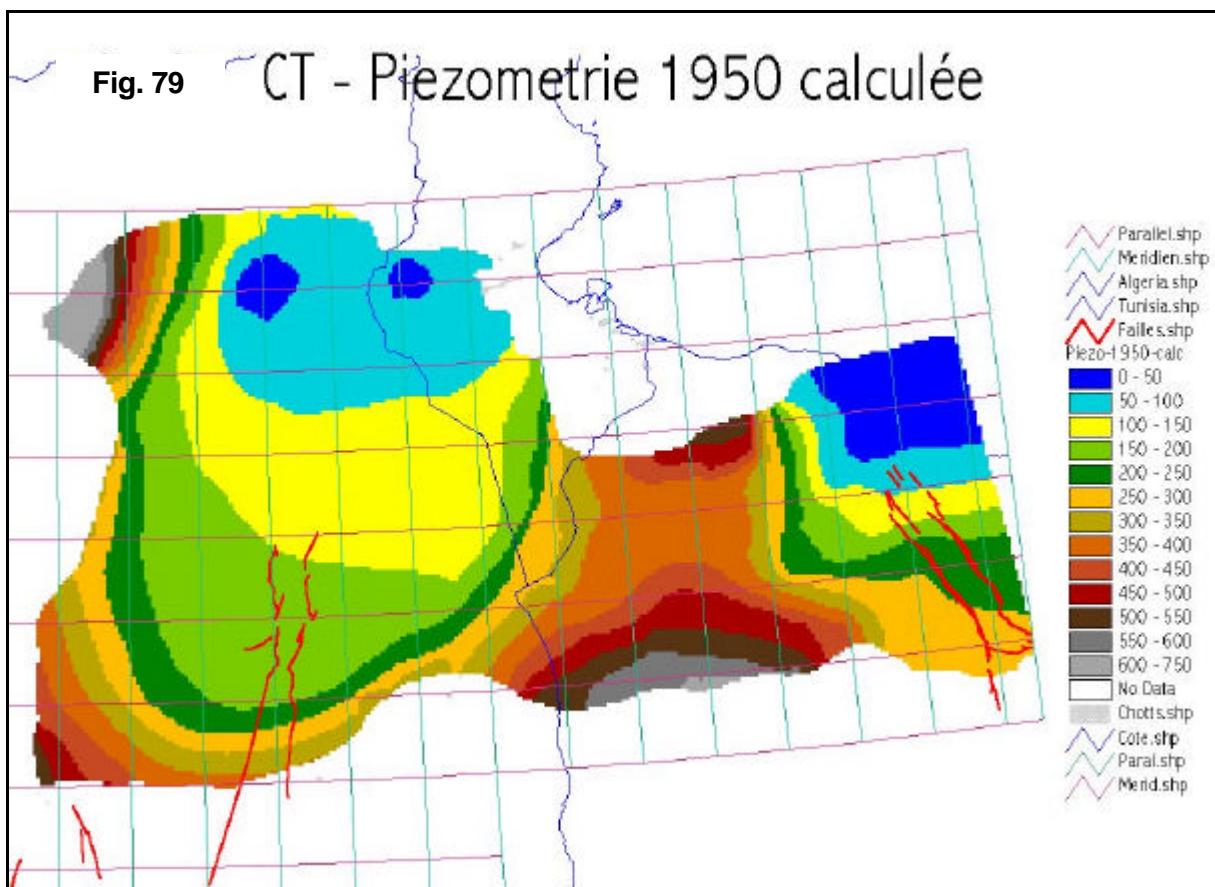 Fig. 79
CT - Piezometrie 1950 calculée
Parallel.shp
Meridien.shp
Algeria.shp
Tunisia.shp
Failles.shp
Piezo-1950-calc
0 - 50
50 - 100
100 - 150
150 - 200
200 - 250
250 - 300
300 - 350
350 - 400
400 - 450
450 - 500
500 - 550
550 - 600
600 - 750
No Data
Chotts.shp
Cote.shp
Paral.shp
Merid.shp